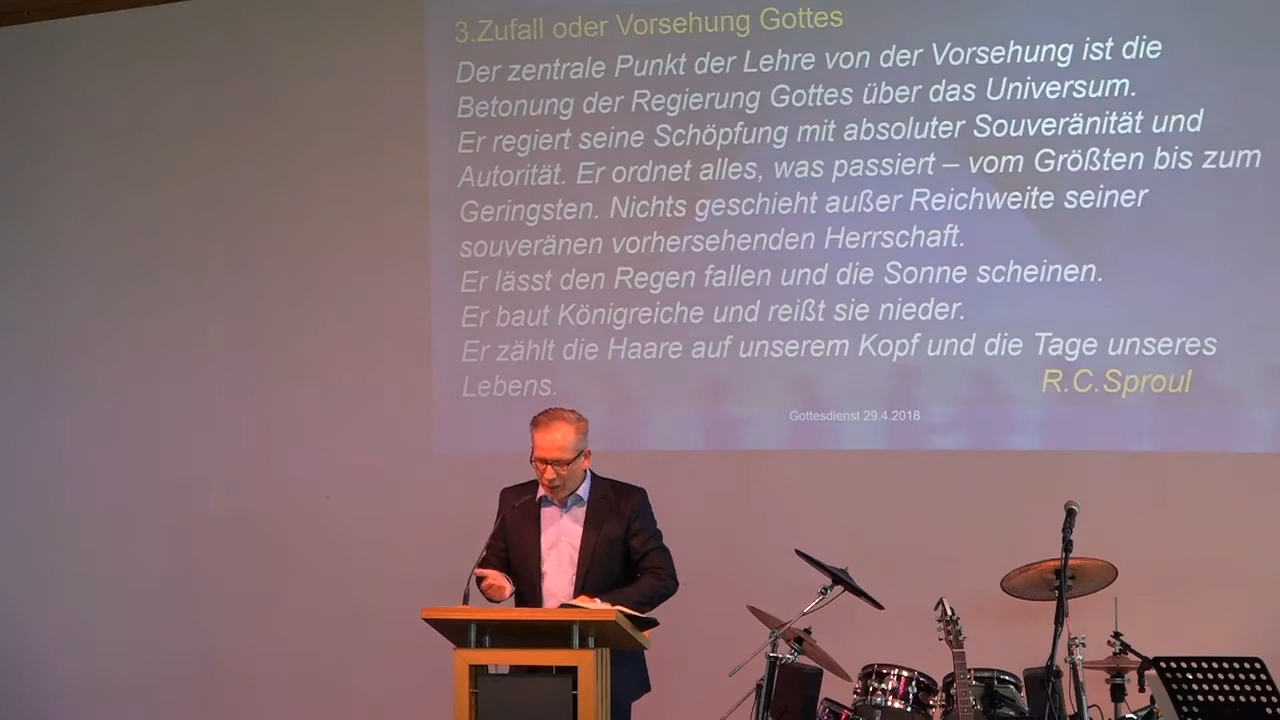 3.Zufall oder Vorsehung Gottes
Der zentrale Punkt der Lehre von der Vorsehung ist die
Betonung der Regierung Gottes über das Universum.
Er regiert seine Schöpfung mit absoluter Souveränität und
Autorität. Er ordnet alles, was passiert – vom Größten bis zum
Geringsten. Nichts geschieht außer Reichweite seiner
souveränen vorhersehenden Herrschaft.
Er lässt den Regen fallen und die Sonne scheinen.
Er baut Königreiche und reißt sie nieder.
Er zählt die Haare auf unserem Kopf und die Tage unseres
Lebens. R.C.Sproul
Gottesdienst 29.4.2018